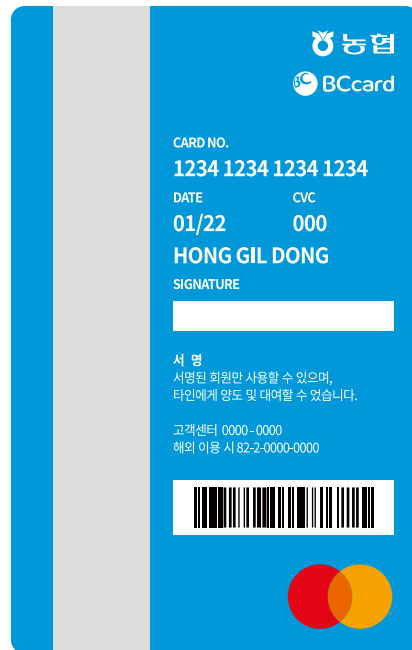 농협
BC BCcard
CARD NO.
1234 1234 1234 1234
DATE CVC
01/22 000
HONG GIL DONG
SIGNATURE
서 명
서명된 회원만 사용할 수 있으며,
타인에게 양도 및 대여할 수 었습니다.
고객센터 0000-0000
해외 이용 시 82-2-0000-0000